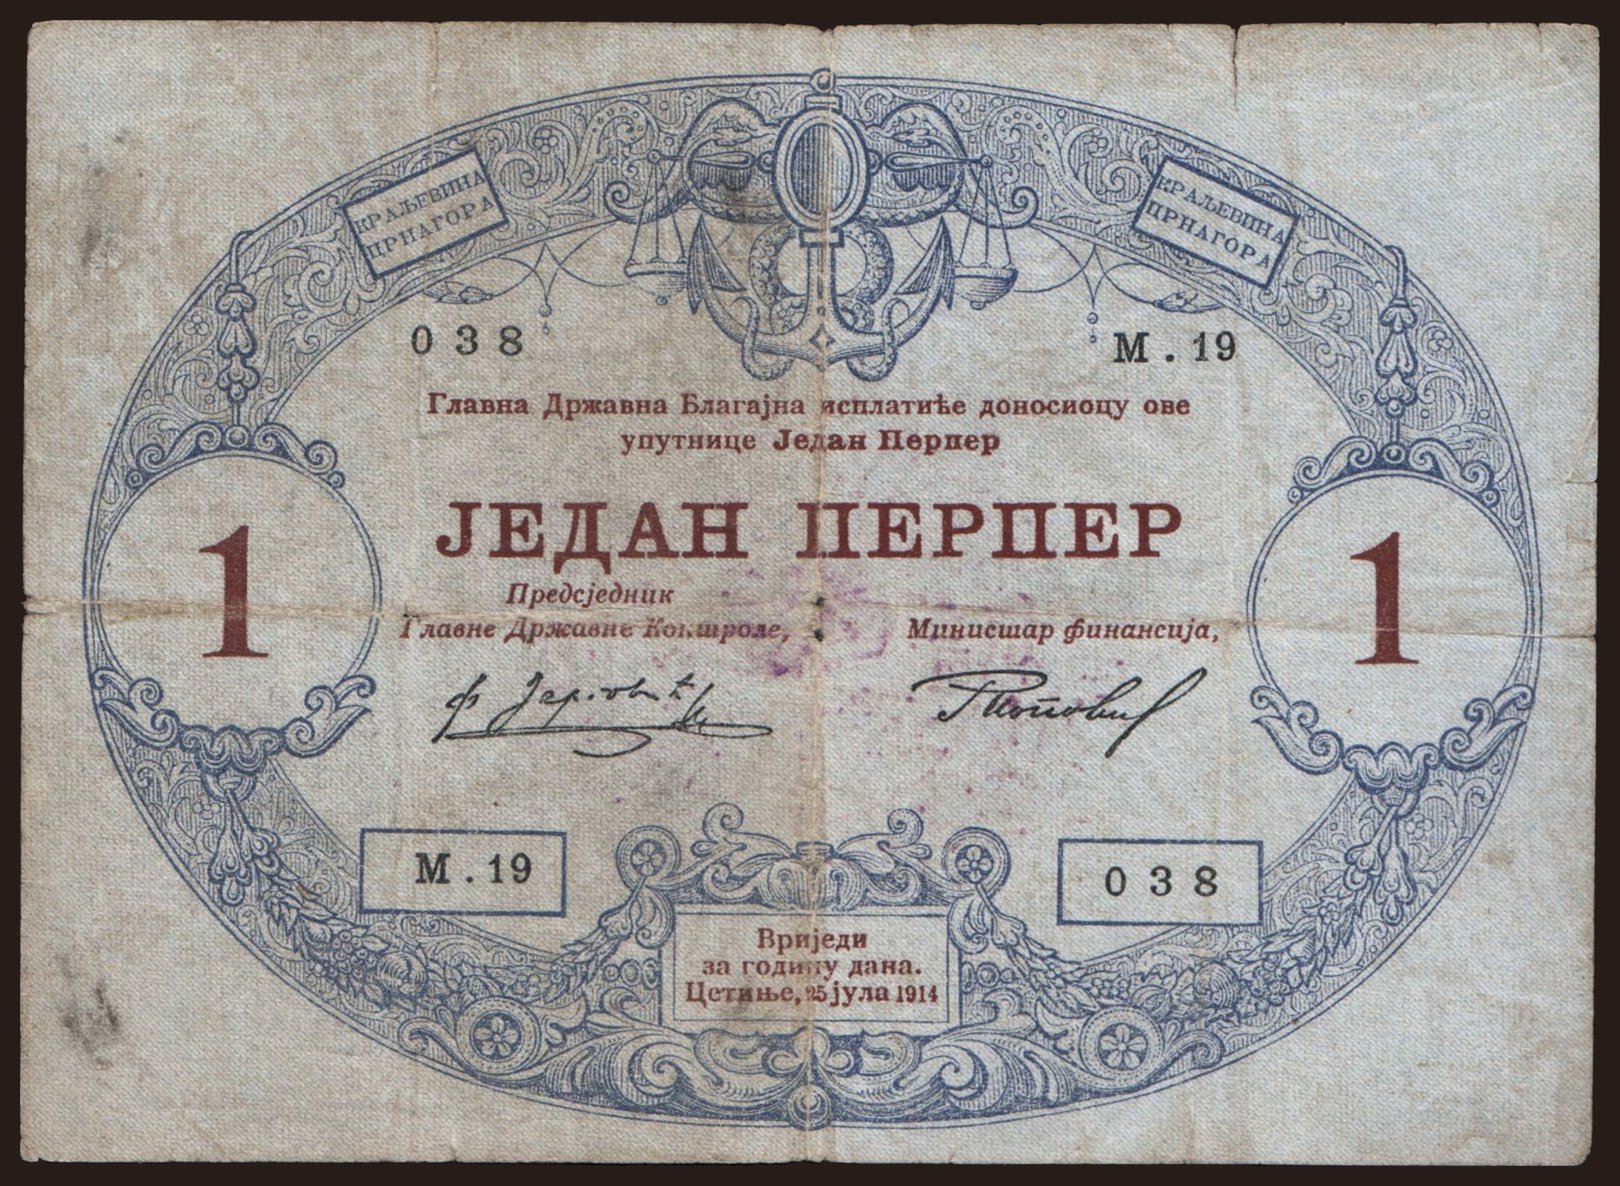 КРАЉЕВИНА
ЦРНАГОРА
КРАЉЕВИНА
ЦРНАГОРА
038
М. 19
Главна Државна Благајна исплатиће доносиоцу ове
упутнице Један Перпер
ЈЕДАН ПЕРПЕР
1
1
Предсједник
Главне Државне Контроле,
Министар финансија,
М. 19
038
Вриједи
за годину дана.
Цетиње, 25 јула 1914